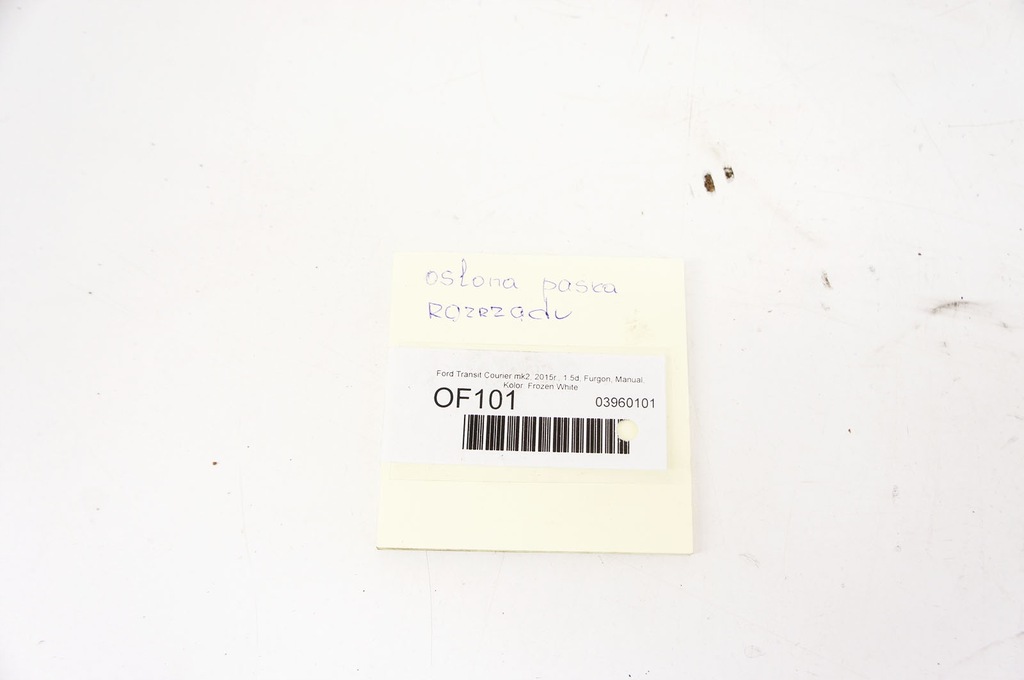 osłona paska
Rozrządu
Ford Transit Courier mk2, 2015r., 1.5d, Furgon, Manual,
Kolor: Frozen White
OF101
03960101